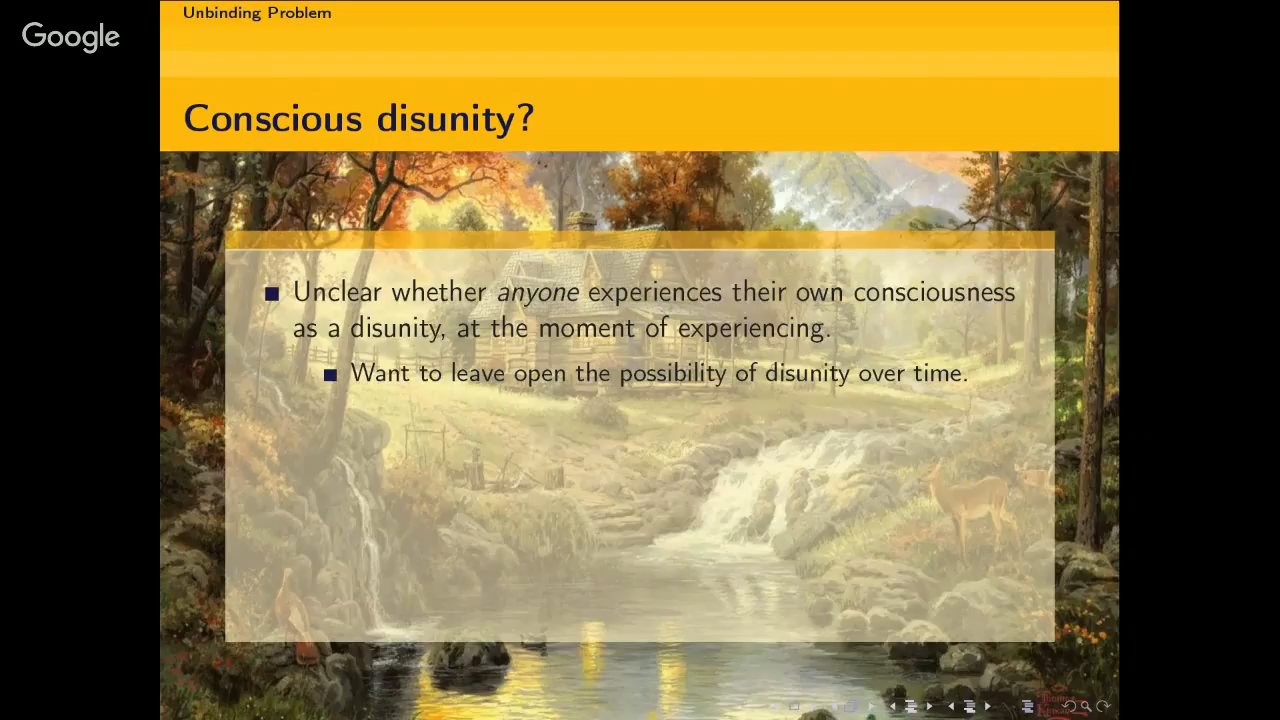 Unbinding Problem
Google
Conscious disunity?
Unclear whether anyone experiences their own consciousness
as a disunity, at the moment of experiencing.
Want to leave open the possibility of disunity over time.